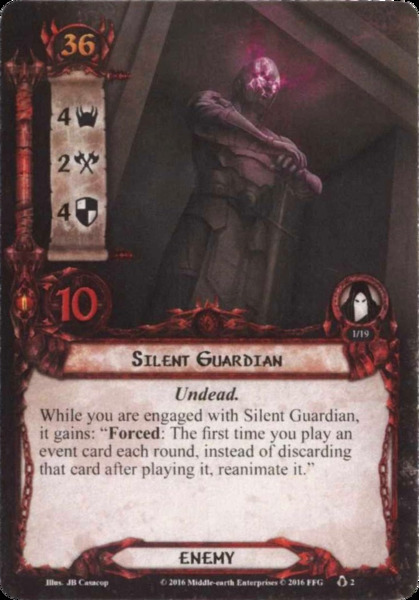 36
4
2
4
10
1/19
Silent Guardian
Undead.
While you are engaged with Silent Guardian,
it gains: “Forced: The first time you play an
event card each round, instead of discarding
that card after playing it, reanimate it.”
ENEMY
Illus. JB Casacop © 2016 Middle-earth Enterprises © 2016 FFG 2